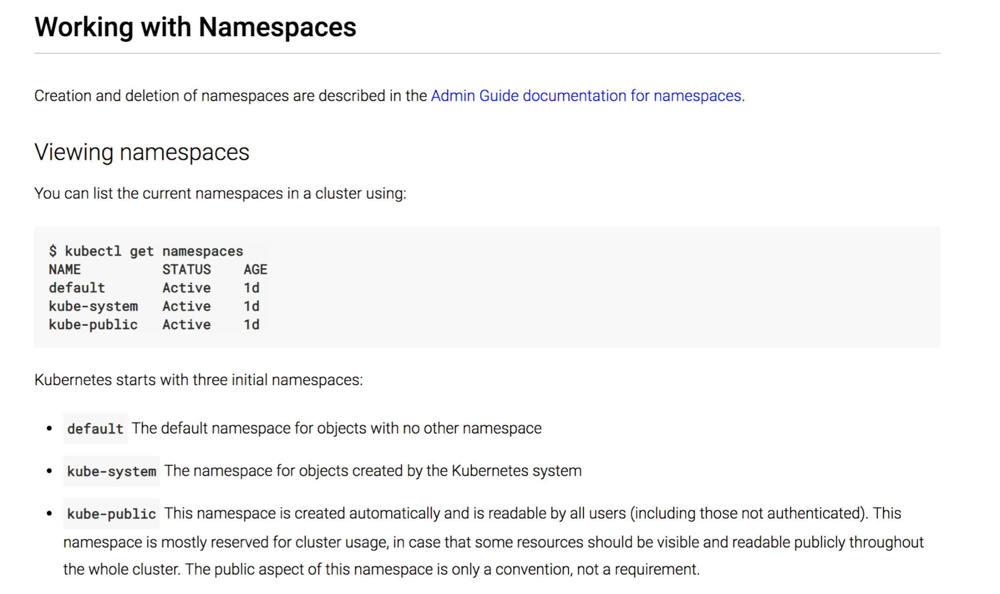 Working with Namespaces
Creation and deletion of namespaces are described in the Admin Guide documentation for namespaces.
Viewing namespaces
You can list the current namespaces in a cluster using:
$ kubectl get namespaces
NAME          STATUS    AGE
default       Active    1d
kube-system   Active    1d
kube-public   Active    1d
Kubernetes starts with three initial namespaces:
• default The default namespace for objects with no other namespace
• kube-system The namespace for objects created by the Kubernetes system
• kube-public This namespace is created automatically and is readable by all users (including those not authenticated). This
namespace is mostly reserved for cluster usage, in case that some resources should be visible and readable publicly throughout
the whole cluster. The public aspect of this namespace is only a convention, not a requirement.